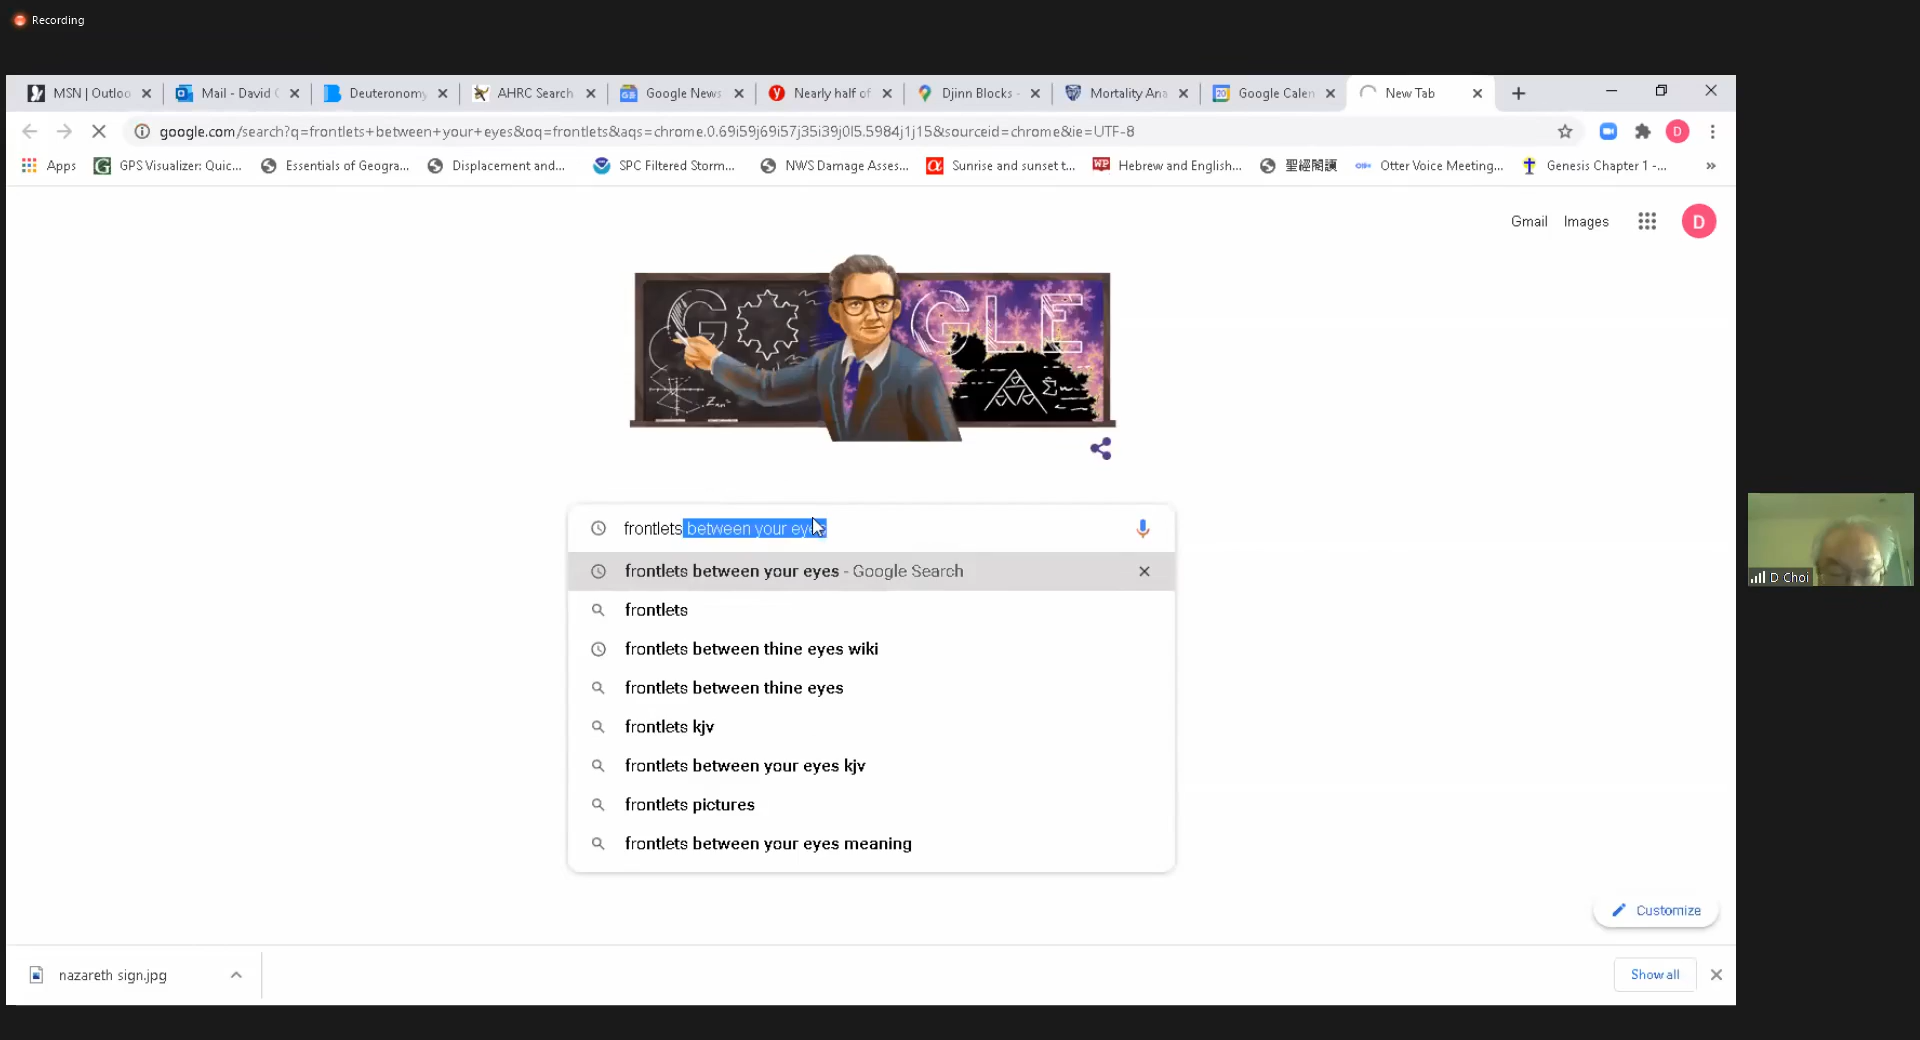 Recording
MSN | Outloo
Mail - David
Deuteronomy
AHRC Search
Google News
Nearly half of
Djinn Blocks -
Mortality Ana
Google Calen
New Tab
google.com/search?q=frontlets+between+your+eyes&oq=frontlets&aqs=chrome.0.69i59j69i57j35i39j0l5.5984j1j15&sourceid=chrome&ie=UTF-8
D
Apps
GPS Visualizer: Quic...
Essentials of Geogra...
Displacement and...
SPC Filtered Storm...
NWS Damage Asses...
Sunrise and sunset t...
Hebrew and English...
聖經閱讀
Otter Voice Meeting...
Genesis Chapter 1 -...
Gmail
Images
D
GO GLE
frontlets between your eyes
frontlets between your eyes - Google Search
frontlets
frontlets between thine eyes wiki
frontlets between thine eyes
frontlets kjv
frontlets between your eyes kjv
frontlets pictures
frontlets between your eyes meaning
D Choi
Customize
nazareth sign.jpg
Show all